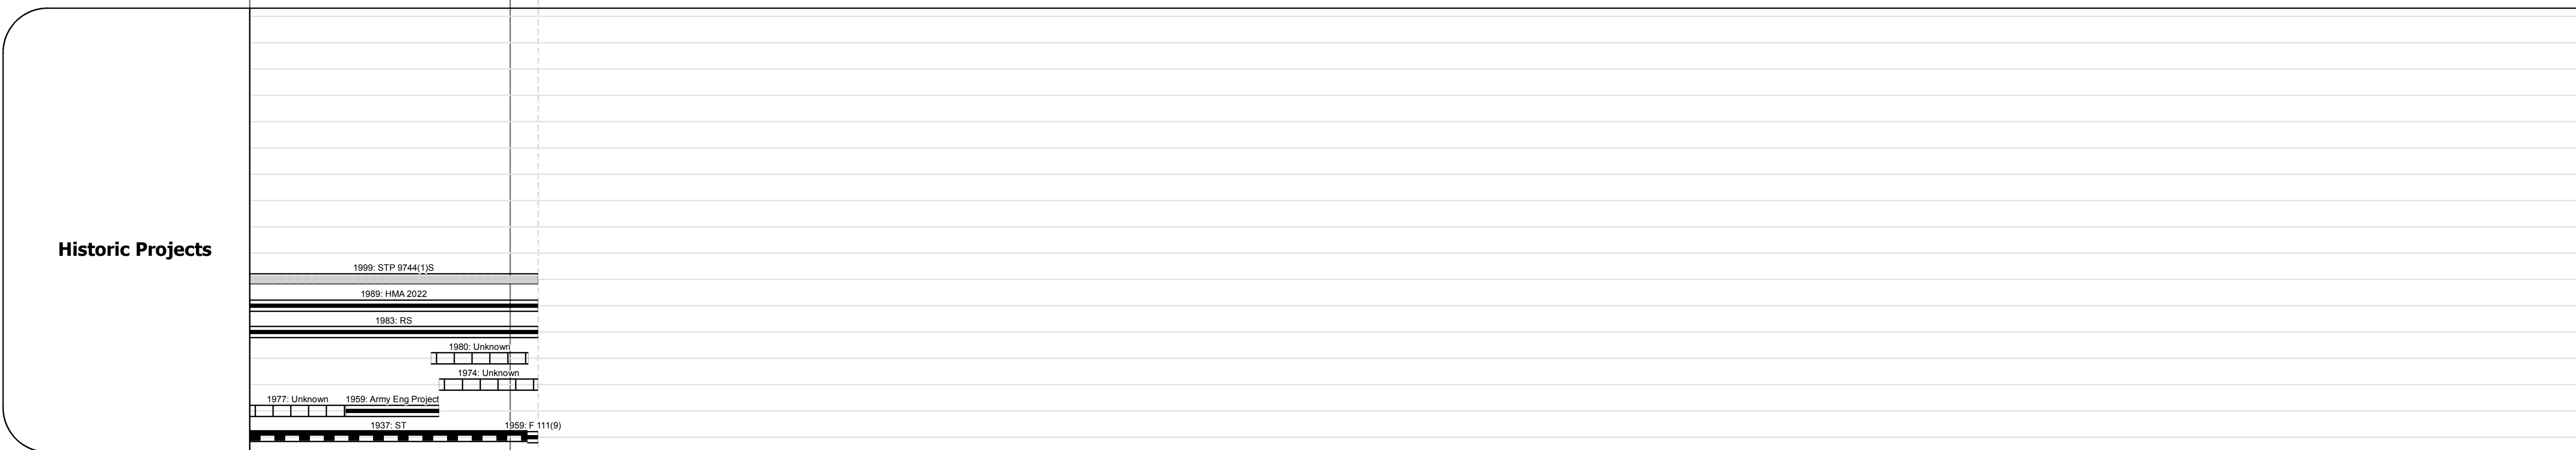 Historic Projects
1999: STP 9744(1)S
1989: HMA 2022
1983: RS
1980: Unknown
1974: Unknown
1977: Unknown 1959: Army Eng Project
1937: ST 1959: F 111(9)